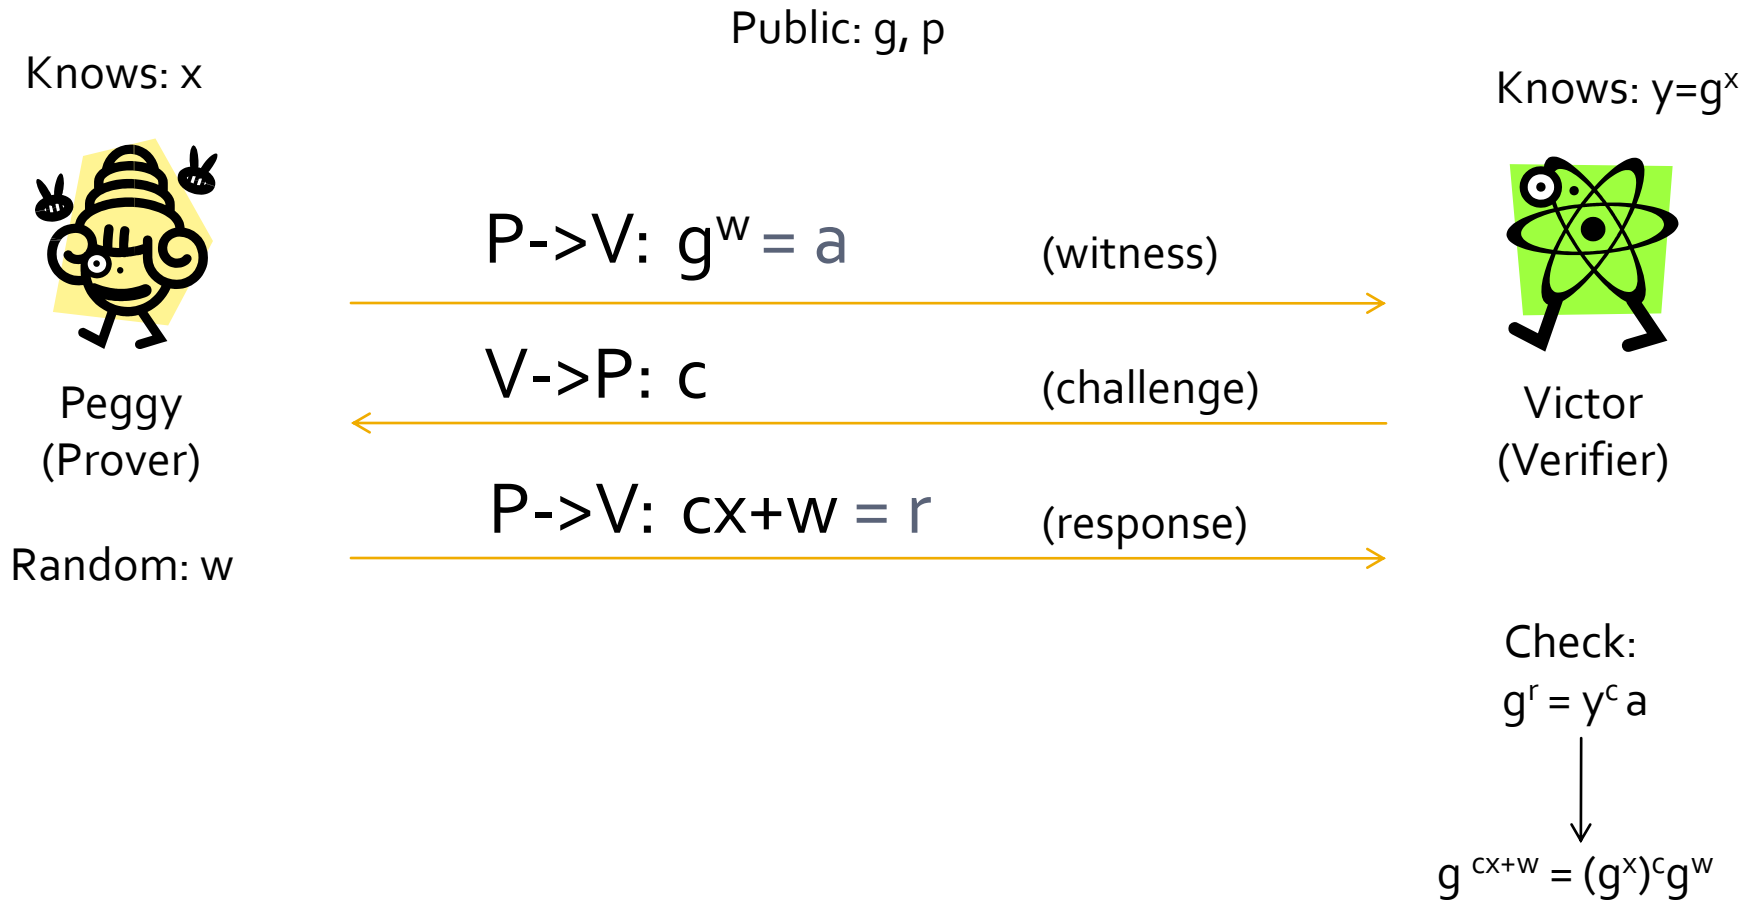 Public: g, p
Knows: x
Knows: y=gˣ
P->V: gʷ = a (witness)
V->P: c (challenge)
Peggy
(Prover)
Victor
(Verifier)
P->V: cx+w = r (response)
Random: w
Check:
gʳ = yᶜ a
g ᶜˣ⁺ʷ = (gˣ)ᶜgʷ